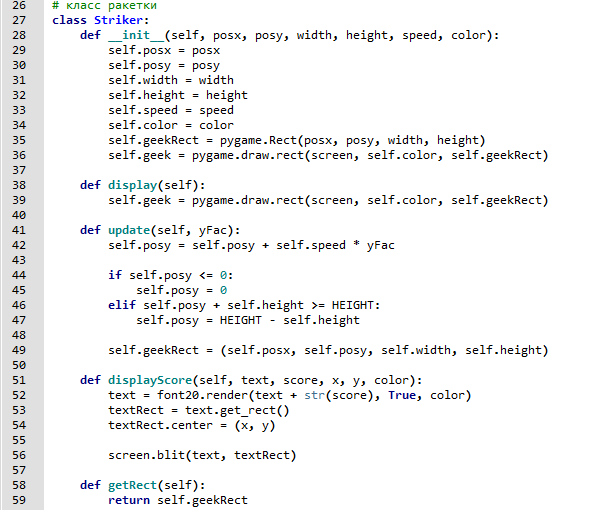 26 # класс ракетки
27 class Striker:
28     def __init__(self, posx, posy, width, height, speed, color):
29         self.posx = posx
30         self.posy = posy
31         self.width = width
32         self.height = height
33         self.speed = speed
34         self.color = color
35         self.geekRect = pygame.Rect(posx, posy, width, height)
36         self.geek = pygame.draw.rect(screen, self.color, self.geekRect)
37
38     def display(self):
39         self.geek = pygame.draw.rect(screen, self.color, self.geekRect)
40
41     def update(self, yFac):
42         self.posy = self.posy + self.speed * yFac
43
44         if self.posy <= 0:
45             self.posy = 0
46         elif self.posy + self.height >= HEIGHT:
47             self.posy = HEIGHT - self.height
48
49         self.geekRect = (self.posx, self.posy, self.width, self.height)
50
51     def displayScore(self, text, score, x, y, color):
52         text = font20.render(text + str(score), True, color)
53         textRect = text.get_rect()
54         textRect.center = (x, y)
55
56         screen.blit(text, textRect)
57
58     def getRect(self):
59         return self.geekRect